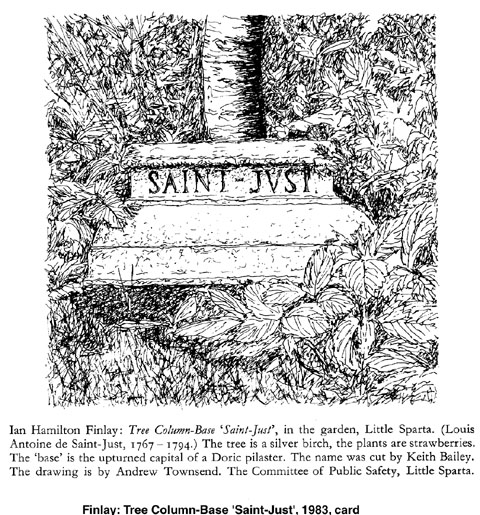 SAINT-JVST
Ian Hamilton Finlay: Tree Column-Base ‘Saint-Just’, in the garden, Little Sparta. (Louis
Antoine de Saint-Just, 1767 – 1794.) The tree is a silver birch, the plants are strawberries.
The ‘base’ is the upturned capital of a Doric pilaster. The name was cut by Keith Bailey.
The drawing is by Andrew Townsend. The Committee of Public Safety, Little Sparta.
Finlay: Tree Column-Base 'Saint-Just', 1983, card